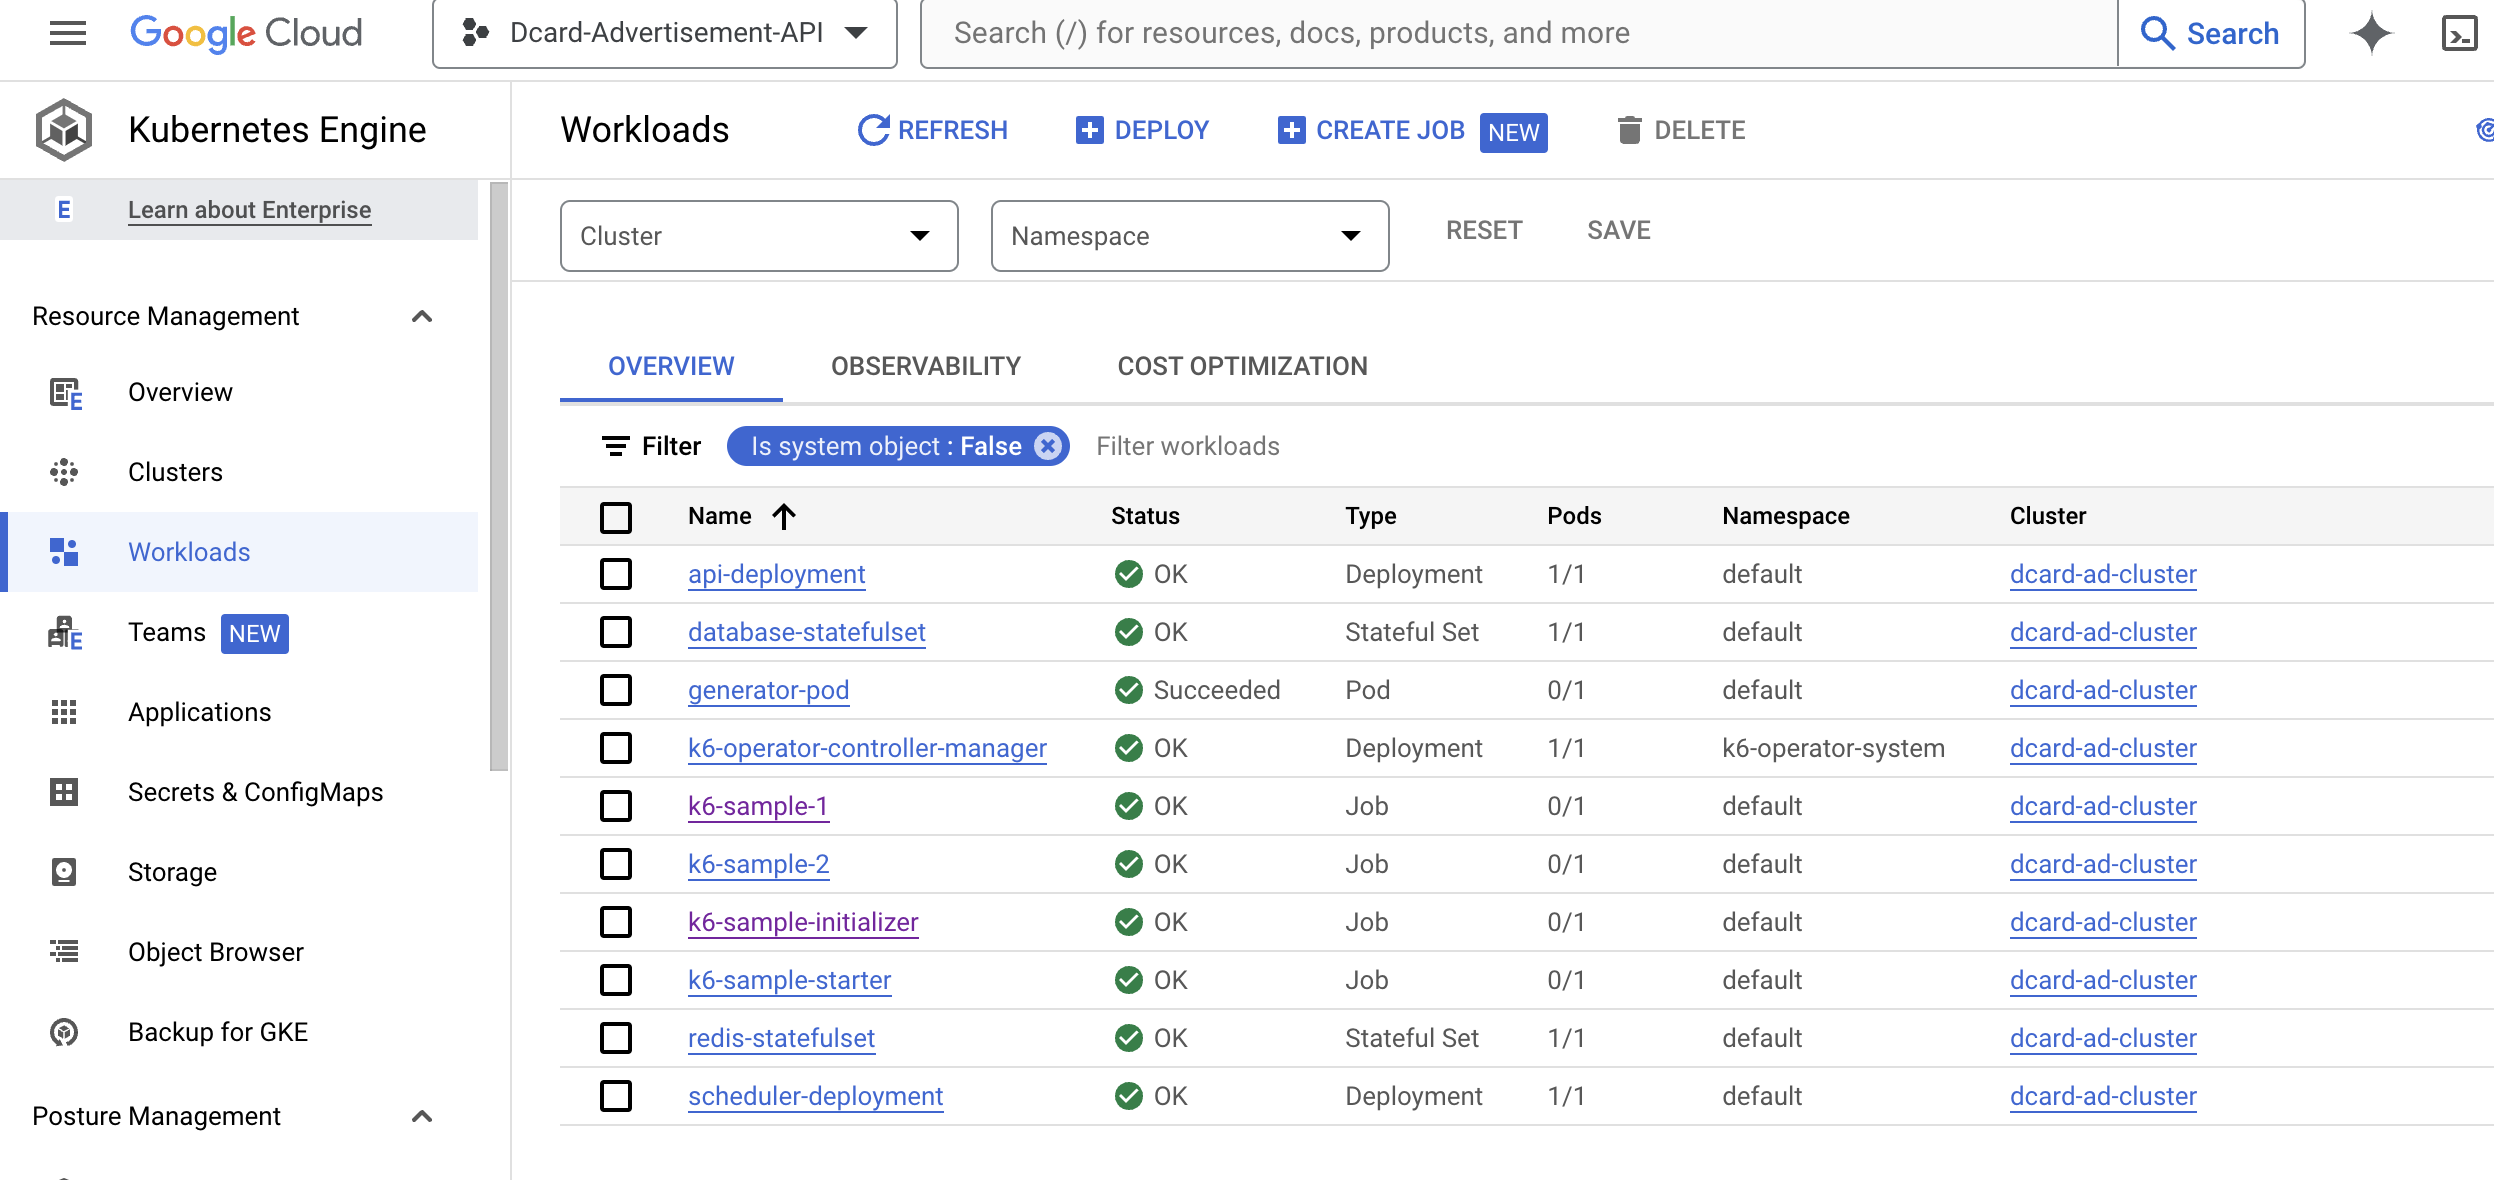 Google Cloud
Dcard-Advertisement-API
Search (/) for resources, docs, products, and more
Search
Kubernetes Engine
Workloads
REFRESH
DEPLOY
CREATE JOB
NEW
DELETE
E
Learn about Enterprise
Cluster
Namespace
RESET
SAVE
Resource Management
E
Overview
Clusters
Workloads
E
Teams
NEW
Applications
Secrets & ConfigMaps
Storage
Object Browser
Backup for GKE
Posture Management
OVERVIEW
OBSERVABILITY
COST OPTIMIZATION
Filter
Is system object : False
Filter workloads
Name Status Type Pods Namespace Cluster
api-deployment OK Deployment 1/1 default dcard-ad-cluster
database-statefulset OK Stateful Set 1/1 default dcard-ad-cluster
generator-pod Succeeded Pod 0/1 default dcard-ad-cluster
k6-operator-controller-manager OK Deployment 1/1 k6-operator-system dcard-ad-cluster
k6-sample-1 OK Job 0/1 default dcard-ad-cluster
k6-sample-2 OK Job 0/1 default dcard-ad-cluster
k6-sample-initializer OK Job 0/1 default dcard-ad-cluster
k6-sample-starter OK Job 0/1 default dcard-ad-cluster
redis-statefulset OK Stateful Set 1/1 default dcard-ad-cluster
scheduler-deployment OK Deployment 1/1 default dcard-ad-cluster